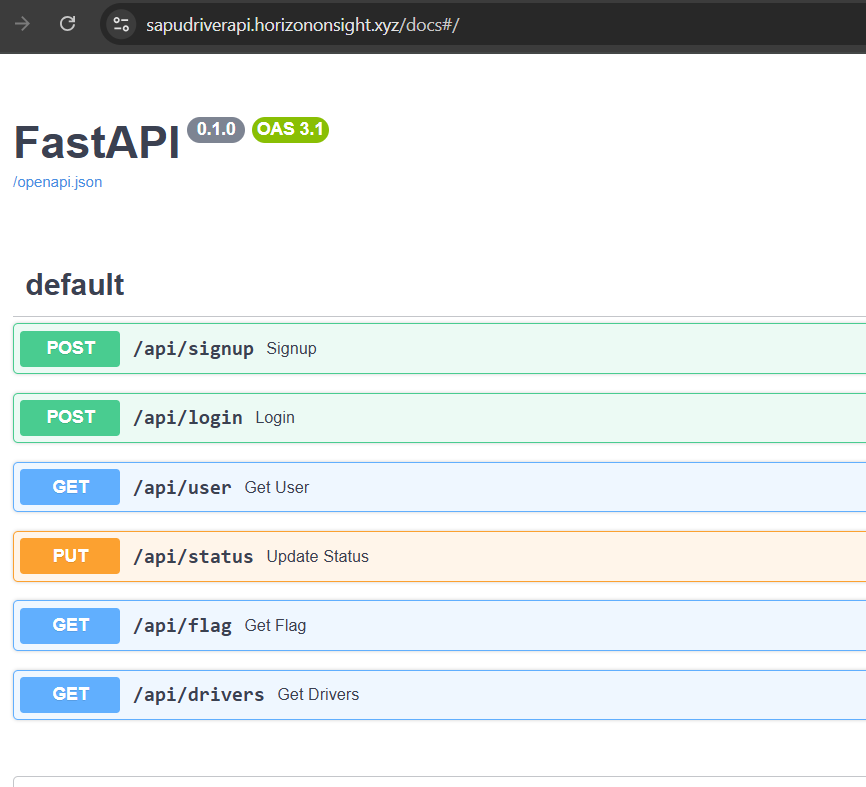 sapudriverapi.horizononsight.xyz/docs#/
FastAPI 0.1.0 OAS 3.1
/openapi.json
default
POST /api/signup Signup
POST /api/login Login
GET /api/user Get User
PUT /api/status Update Status
GET /api/flag Get Flag
GET /api/drivers Get Drivers